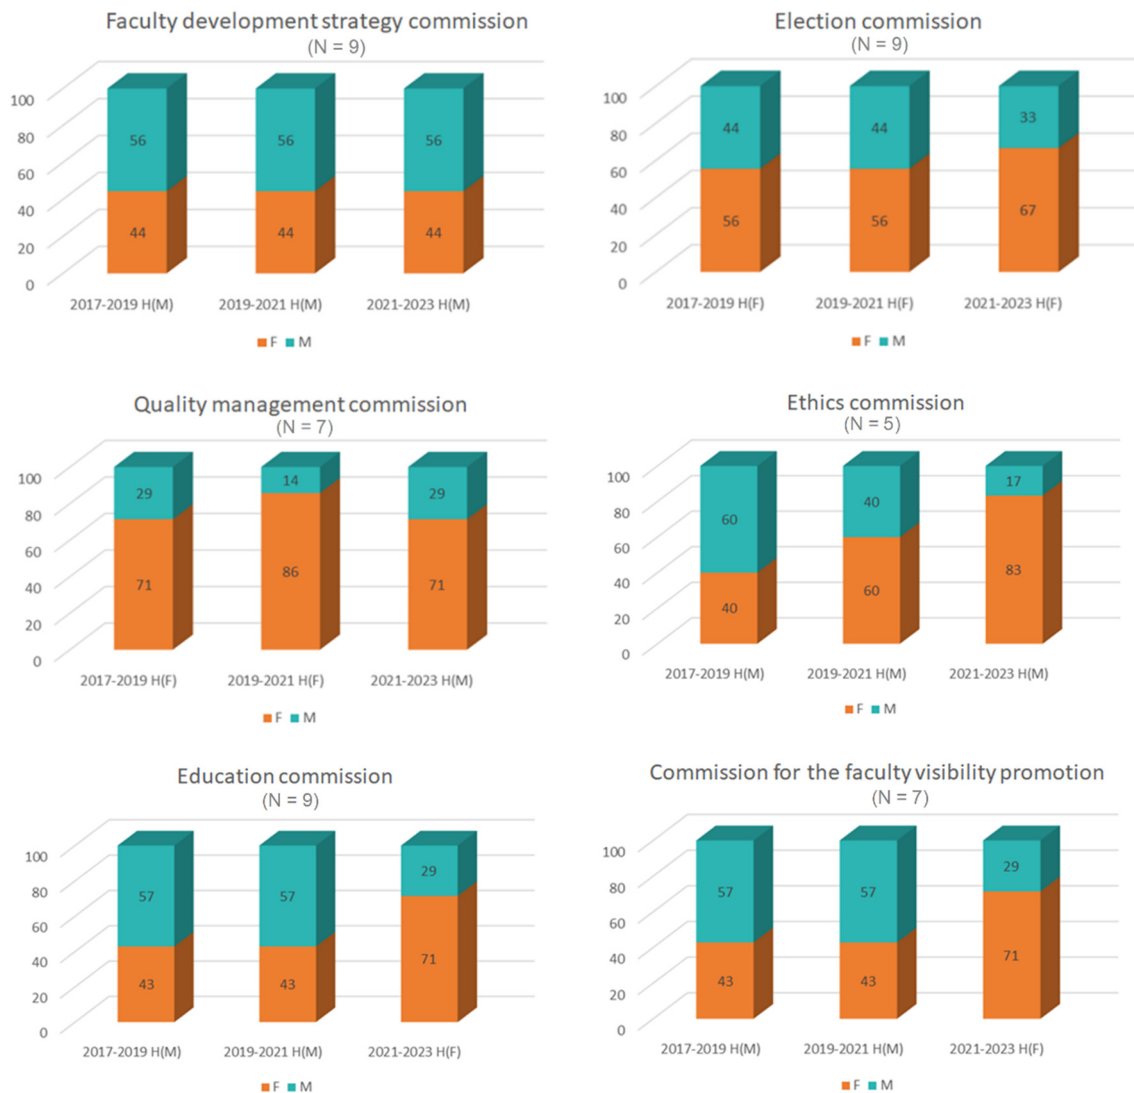 Faculty development strategy commission
(N = 9)
100
80
60
40
20
0
56
56
56
44
44
44
2017-2019 H(M)
2019-2021 H(M)
2021-2023 H(M)
F
M
Election commission
(N = 9)
100
80
60
40
20
0
44
44
33
56
56
67
2017-2019 H(F)
2019-2021 H(F)
2021-2023 H(F)
F
M
Quality management commission
(N = 7)
100
80
60
40
20
0
29
14
29
71
86
71
2017-2019 H(F)
2019-2021 H(F)
2021-2023 H(M)
F
M
Ethics commission
(N = 5)
100
80
60
40
20
0
60
40
17
40
60
83
2017-2019 H(M)
2019-2021 H(M)
2021-2023 H(M)
F
M
Education commission
(N = 9)
100
80
60
40
20
0
57
57
29
43
43
71
2017-2019 H(M)
2019-2021 H(M)
2021-2023 H(F)
F
M
Commission for the faculty visibility promotion
(N = 7)
100
80
60
40
20
0
57
57
29
43
43
71
2017-2019 H(M)
2019-2021 H(M)
2021-2023 H(F)
F
M